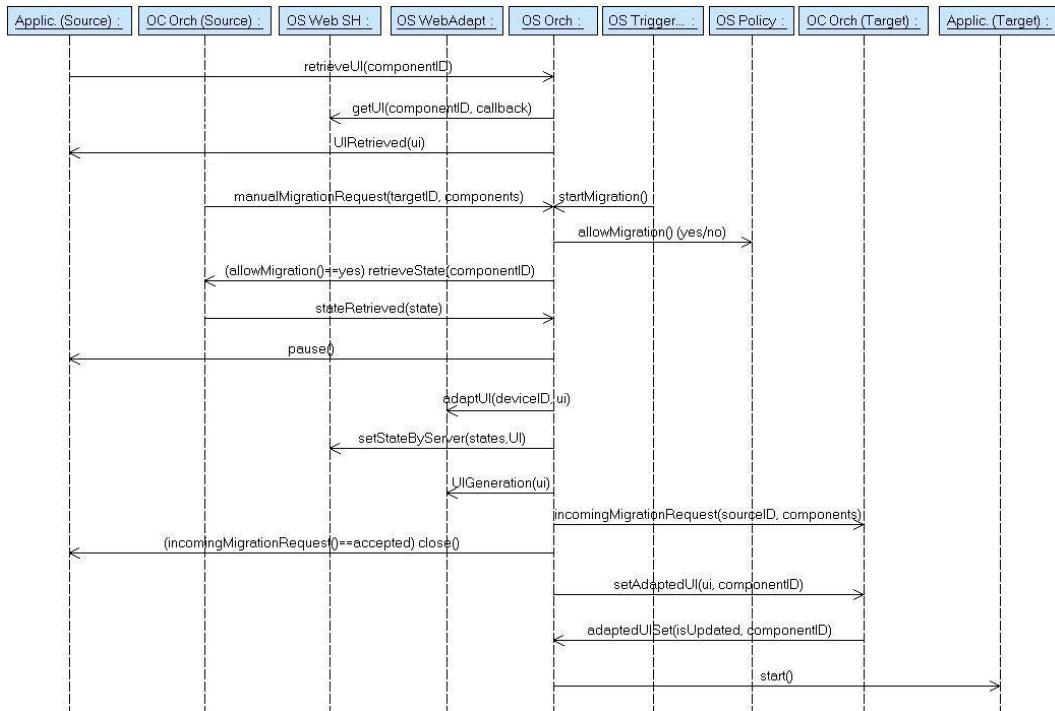 Applic. (Source) :
OC Orch (Source) :
OS Web SH :
OS WebAdapt :
OS Orch :
OS Trigger... :
OS Policy :
OC Orch (Target) :
Applic. (Target) :
retrieveUI(componentID)
getUI(componentID, callback)
UIRetrieved(ui)
manualMigrationRequest(targetID, components)
startMigration()
allowMigration() (yes/no)
(allowMigration()==yes) retrieveState(componentID)
stateRetrieved(state)
pause()
adaptUI(deviceID, ui)
setStateByServer(states,UI)
UIGeneration(ui)
incomingMigrationRequest(sourceID, components)
(incomingMigrationRequest()==accepted) close()
setAdaptedUI(ui, componentID)
adaptedUISet(isUpdated, componentID)
start()